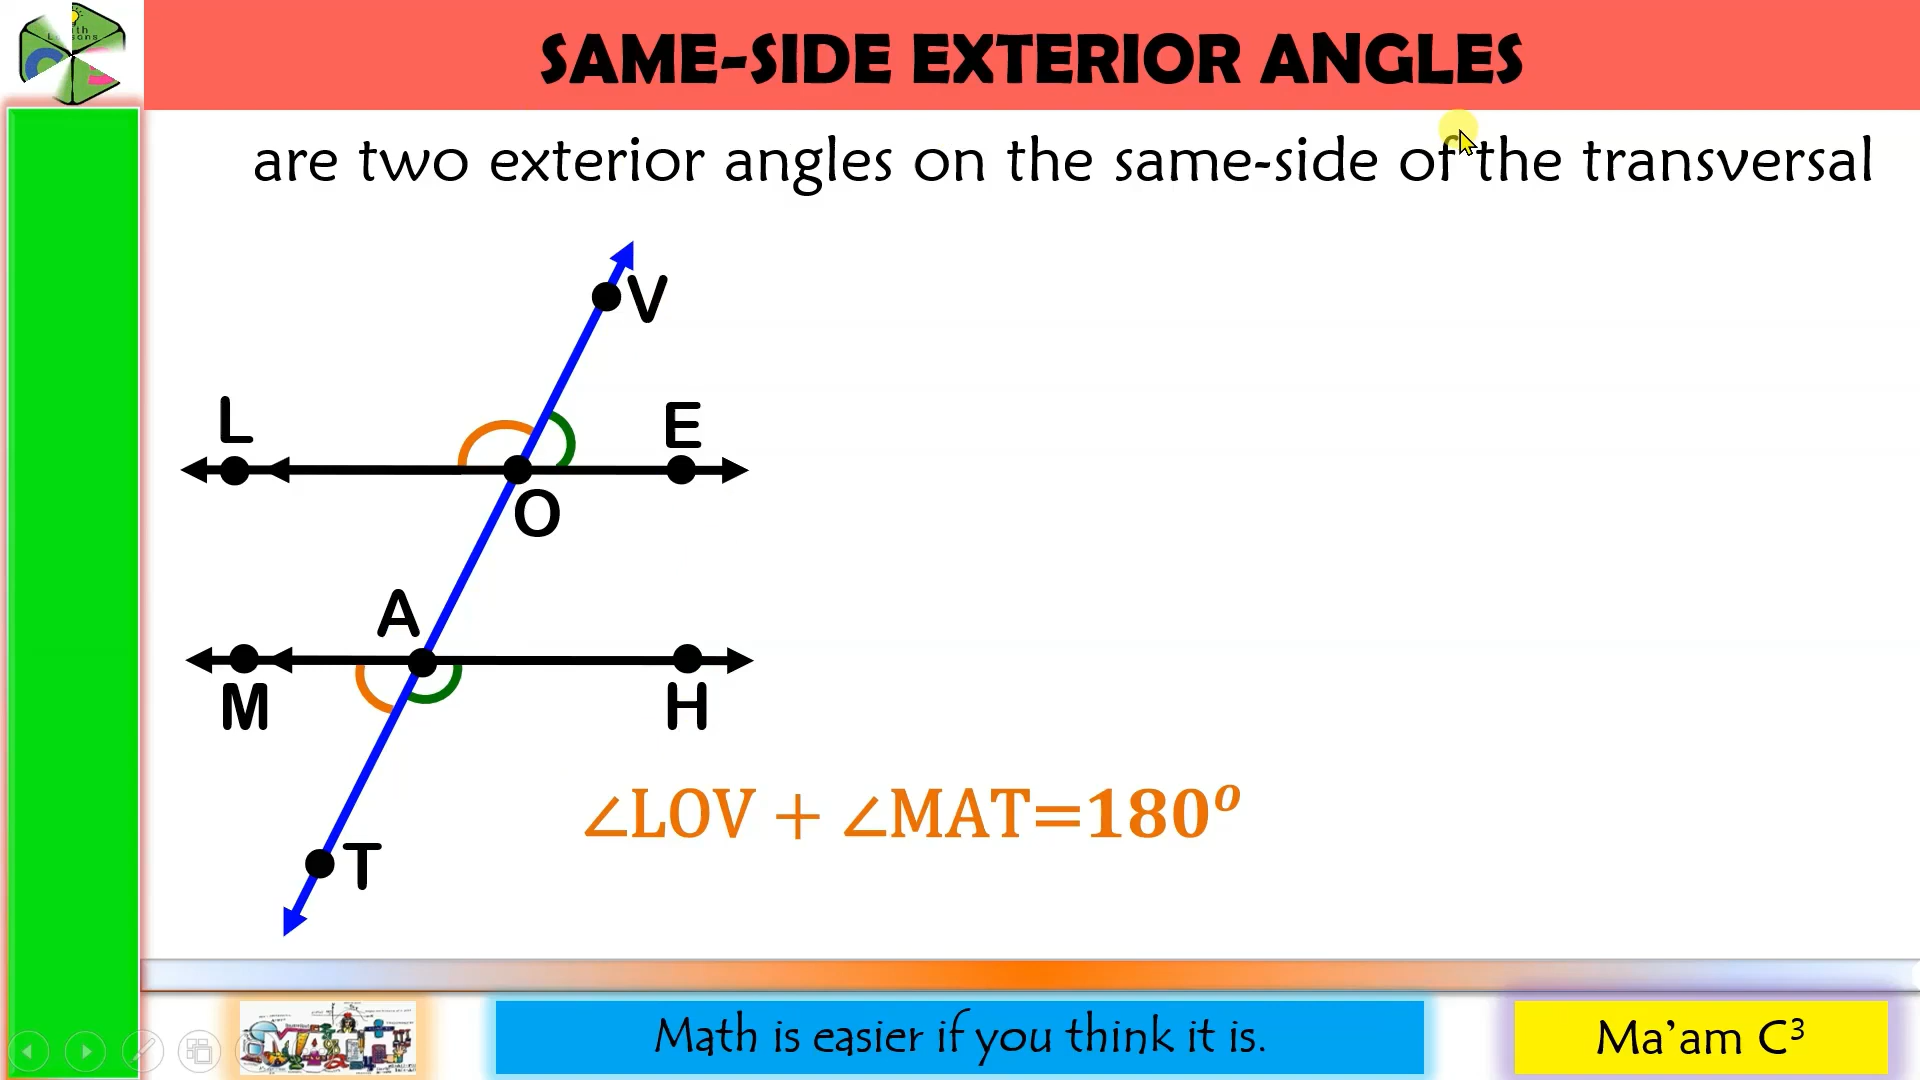 SAME-SIDE EXTERIOR ANGLES
are two exterior angles on the same-side of the transversal
V
L
E
O
A
M
H
T
∠LOV + ∠MAT=180°
MATH
Math is easier if you think it is.
Ma’am C³